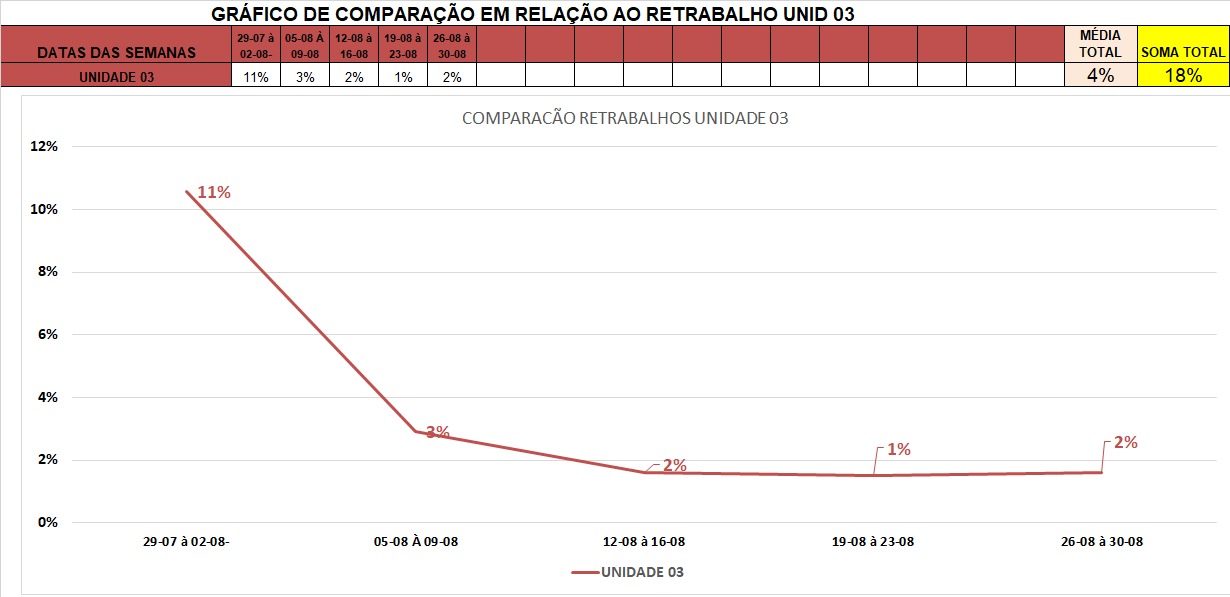 GRÁFICO DE COMPARAÇÃO EM RELAÇÃO AO RETRABALHO UNID 03
DATAS DAS SEMANAS 29-07 à 02-08- 05-08 À 09-08 12-08 à 16-08 19-08 à 23-08 26-08 à 30-08 MÉDIA TOTAL SOMA TOTAL
UNIDADE 03 11% 3% 2% 1% 2% 4% 18%
COMPARACÃO RETRABALHOS UNIDADE 03
12%
11%
10%
8%
6%
4%
3%
2%
1%
2%
2%
0%
29-07 à 02-08- 05-08 À 09-08 12-08 à 16-08 19-08 à 23-08 26-08 à 30-08
UNIDADE 03